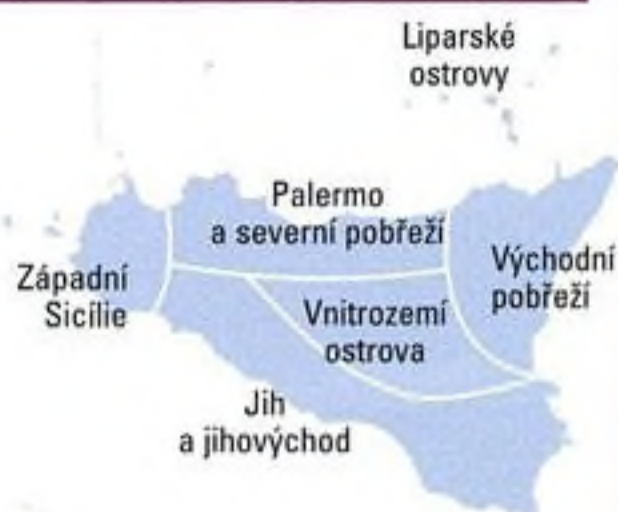 Liparské
ostrovy
Palermo
a severní pobřeží
Východní
pobřeží
Západní
Sicílie
Vnitrozemí
ostrova
Jih
a jihovýchod